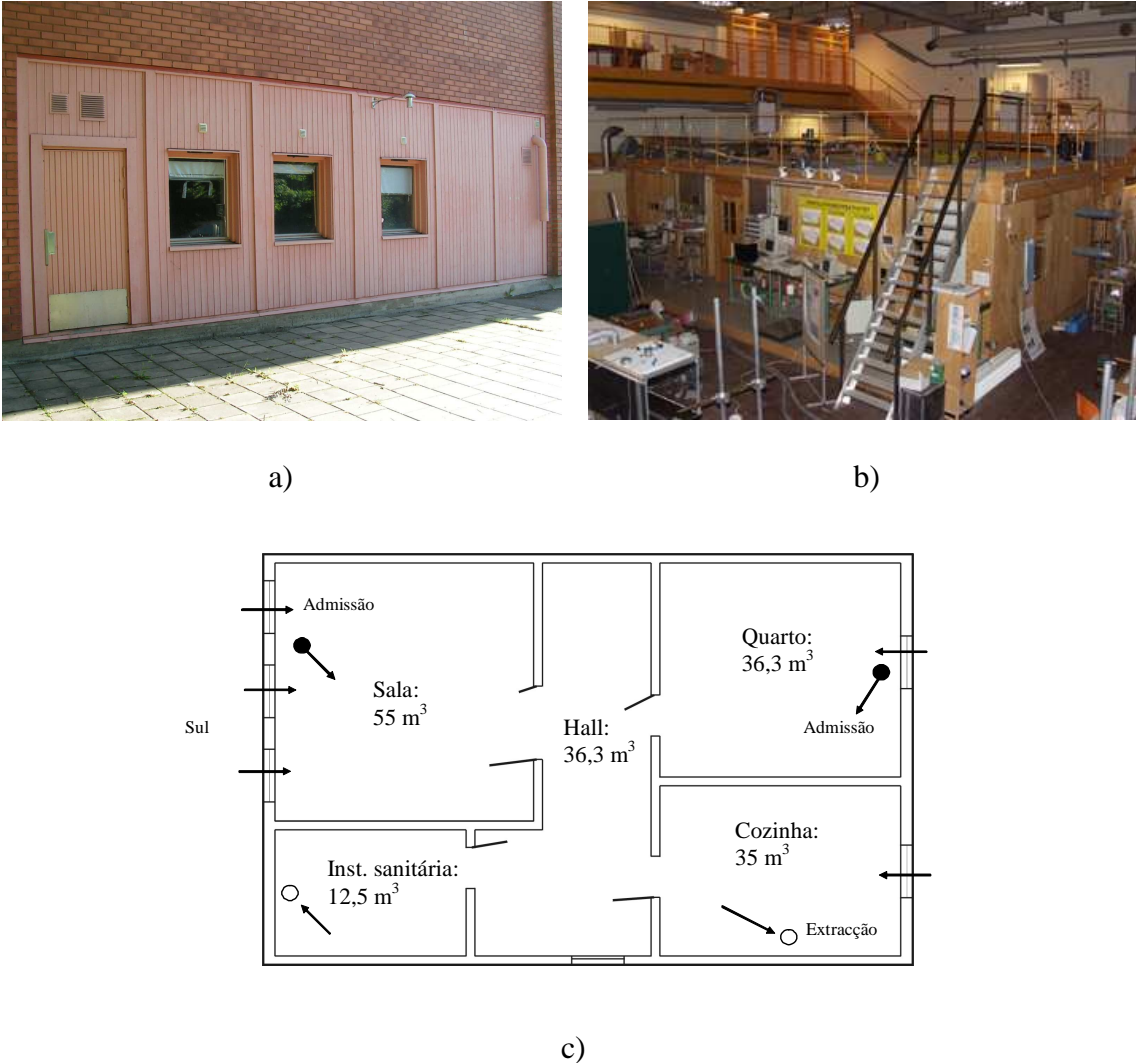 a)
b)
Admissão
Sala:
55 m³
Sul
Hall:
36,3 m³
Quarto:
36,3 m³
Admissão
Inst. sanitária:
12,5 m³
Cozinha:
35 m³
Extracção
c)